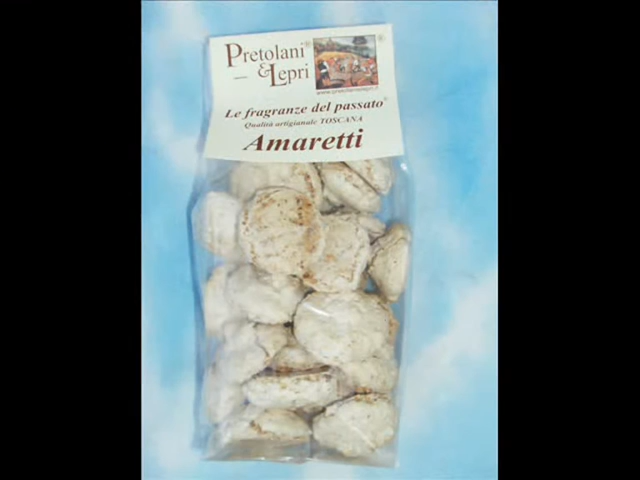 Pretolani®
& Lepri
®
Le fragranze del passato®
Qualità artigianale TOSCANA
Amaretti